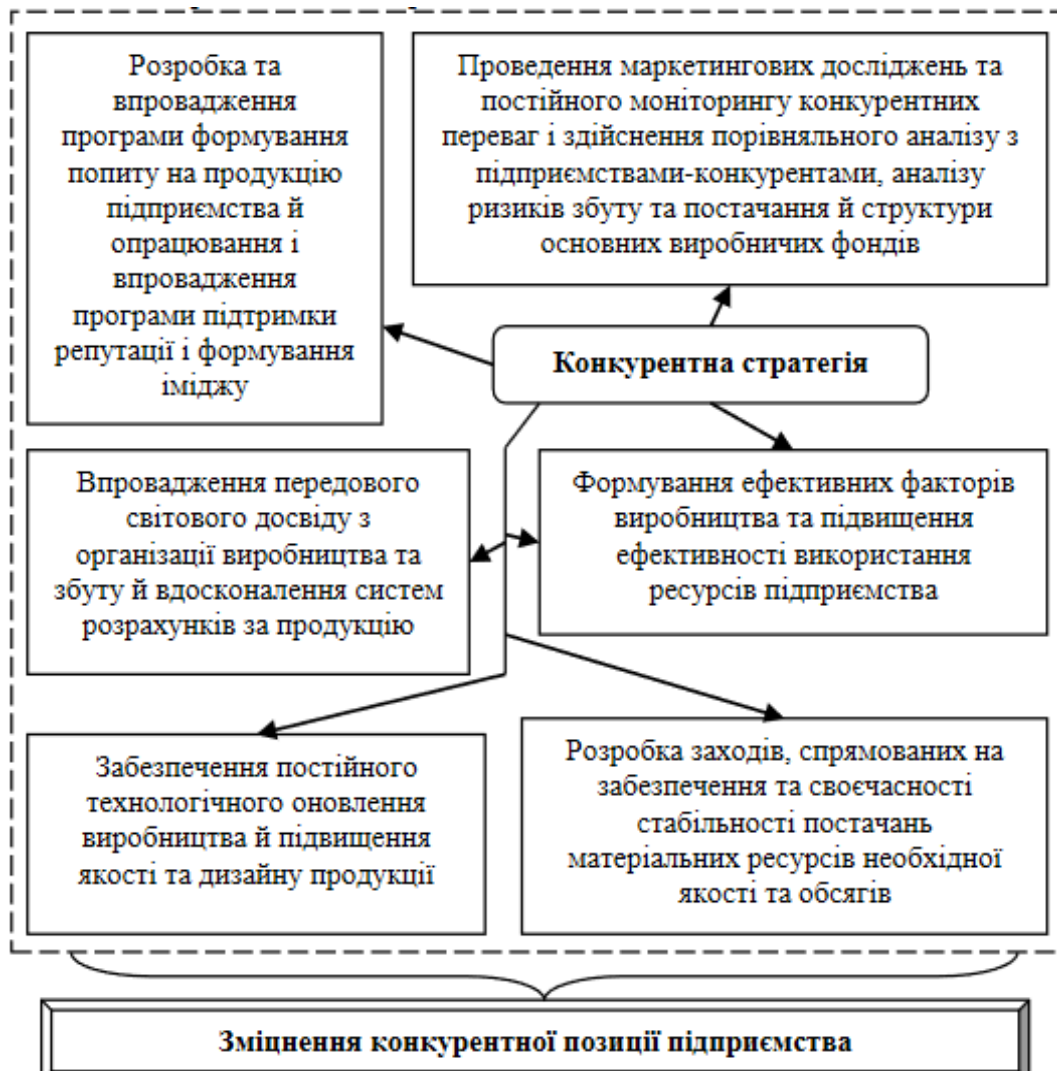 Розробка та
впровадження
програми формування
попиту на продукцію
підприємства й
опрацювання і
впровадження
програми підтримки
репутації і формування
іміджу
Проведення маркетингових досліджень та
постійного моніторингу конкурентних
переваг і здійснення порівняльного аналізу з
підприємствами-конкурентами, аналізу
ризиків збуту та постачання й структури
основних виробничих фондів
Конкурентна стратегія
Впровадження передового
світового досвіду з
організації виробництва та
збуту й вдосконалення систем
розрахунків за продукцію
Формування ефективних факторів
виробництва та підвищення
ефективності використання
ресурсів підприємства
Забезпечення постійного
технологічного оновлення
виробництва й підвищення
якості та дизайну продукції
Розробка заходів, спрямованих на
забезпечення та своєчасності
стабільності постачань
матеріальних ресурсів необхідної
якості та обсягів
Зміцнення конкурентної позиції підприємства